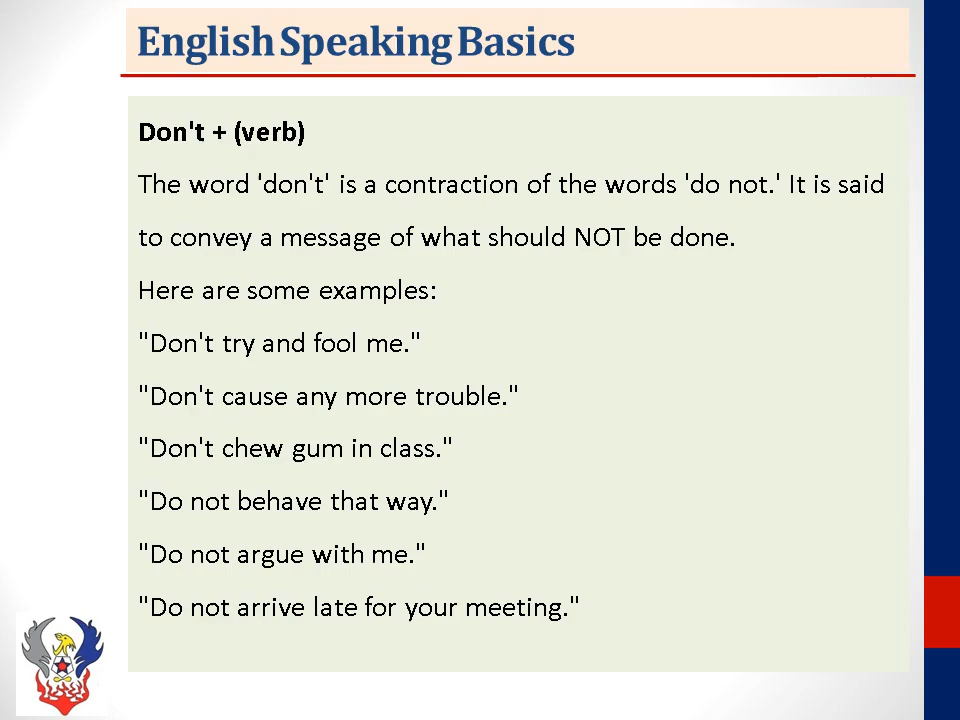 English Speaking Basics
Don't + (verb)
The word 'don't' is a contraction of the words 'do not.' It is said
to convey a message of what should NOT be done.
Here are some examples:
"Don't try and fool me."
"Don't cause any more trouble."
"Don't chew gum in class."
"Do not behave that way."
"Do not argue with me."
"Do not arrive late for your meeting."